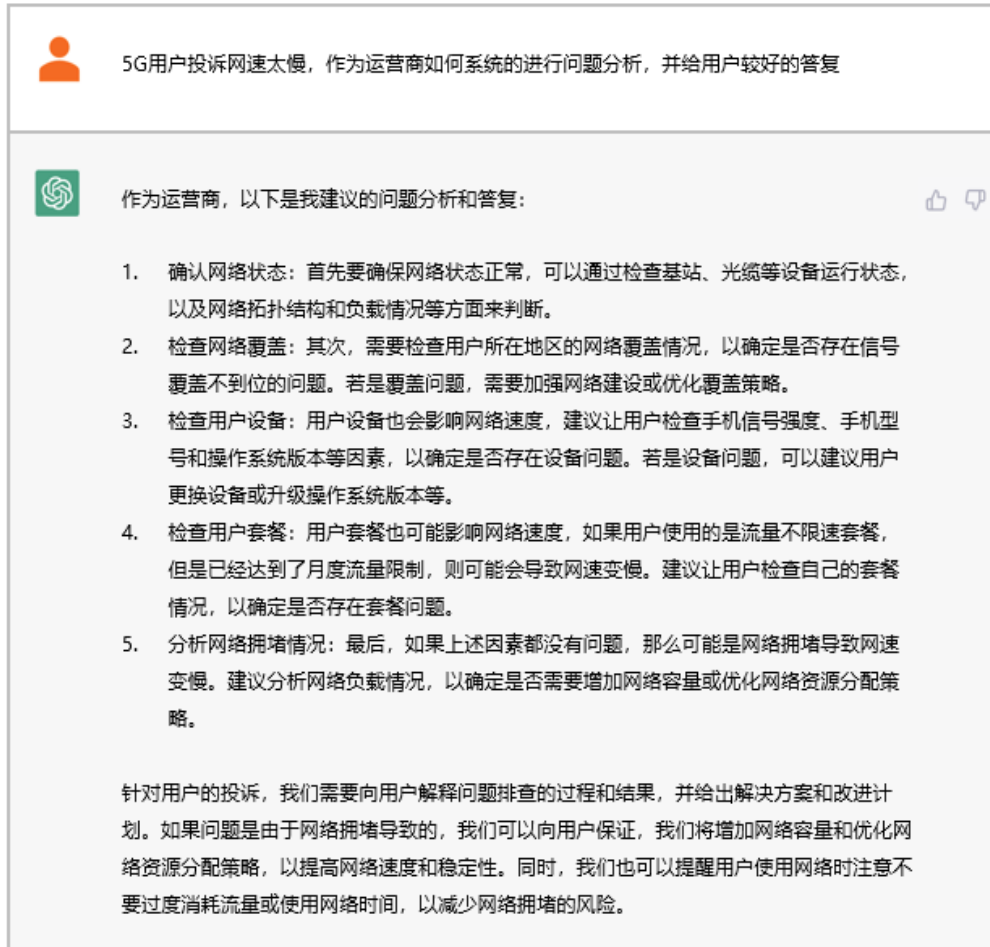 5G用户投诉网速太慢，作为运营商如何系统的进行问题分析，并给用户较好的答复
作为运营商，以下是我建议的问题分析和答复：
1. 确认网络状态：首先要确保网络状态正常，可以通过检查基站、光缆等设备运行状态，
以及网络拓扑结构和负载情况等方面来判断。
2. 检查网络覆盖：其次，需要检查用户所在地区的网络覆盖情况，以确定是否存在信号
覆盖不到位的问题。若是覆盖问题，需要加强网络建设或优化覆盖策略。
3. 检查用户设备：用户设备也会影响网络速度，建议让用户检查手机信号强度、手机型
号和操作系统版本等因素，以确定是否存在设备问题。若是设备问题，可以建议用户
更换设备或升级操作系统版本等。
4. 检查用户套餐：用户套餐也可能影响网络速度，如果用户使用的是流量不限速套餐，
但是已经达到了月度流量限制，则可能会导致网速变慢。建议让用户检查自己的套餐
情况，以确定是否存在套餐问题。
5. 分析网络拥堵情况：最后，如果上述因素都没有问题，那么可能是网络拥堵导致网速
变慢。建议分析网络负载情况，以确定是否需要增加网络容量或优化网络资源分配策
略。
针对用户的投诉，我们需要向用户解释问题排查的过程和结果，并给出解决方案和改进计
划。如果问题是由于网络拥堵导致的，我们可以向用户保证，我们将增加网络容量和优化网
络资源分配策略，以提高网络速度和稳定性。同时，我们也可以提醒用户使用网络时注意不
要过度消耗流量或使用网络时间，以减少网络拥堵的风险。